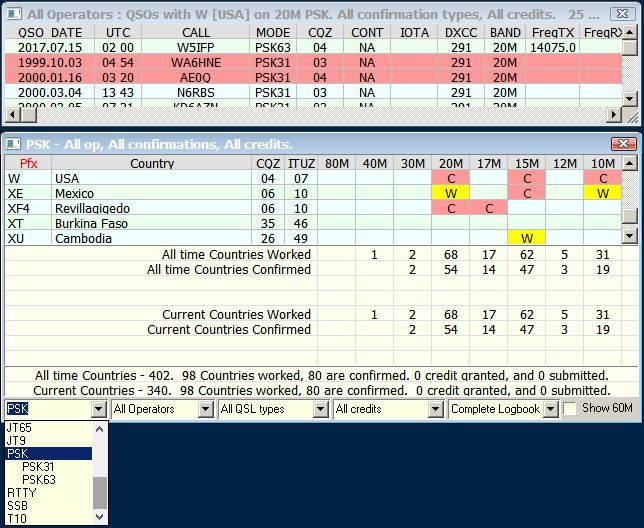 All Operators : QSOs with W [USA] on 20M PSK. All confirmation types, All credits. 25 ...
QSO DATE UTC CALL MODE CQZ CONT IOTA DXCC BAND FreqTX FreqRX
2017.07.15 02 00 W5IFP PSK63 04 NA 291 20M 14075.0
1999.10.03 04 54 WA6HNE PSK31 03 NA 291 20M
2000.01.16 03 20 AE0Q PSK31 04 NA 291 20M
2000.03.04 13 43 N6RBS PSK31 03 NA 291 20M
PSK - All op, All confirmations, All credits.
Pfx Country CQZ ITUZ 80M 40M 30M 20M 17M 15M 12M 10M
W USA 04 07 C C C
XE Mexico 06 10 W C W
XF4 Revillagigedo 06 10 C C
XT Burkina Faso 35 46
XU Cambodia 26 49 W
All time Countries Worked 1 2 68 17 62 5 31
All time Countries Confirmed 2 54 14 47 3 19
Current Countries Worked 1 2 68 17 62 5 31
Current Countries Confirmed 2 54 14 47 3 19
All time Countries - 402. 98 Countries worked, 80 are confirmed. 0 credit granted, and 0 submitted.
Current Countries - 340. 98 Countries worked, 80 are confirmed. 0 credit granted, and 0 submitted.
PSK All Operators All QSL types All credits Complete Logbook Show 60M
JT65
JT9
PSK
PSK31
PSK63
RTTY
SSB
T10